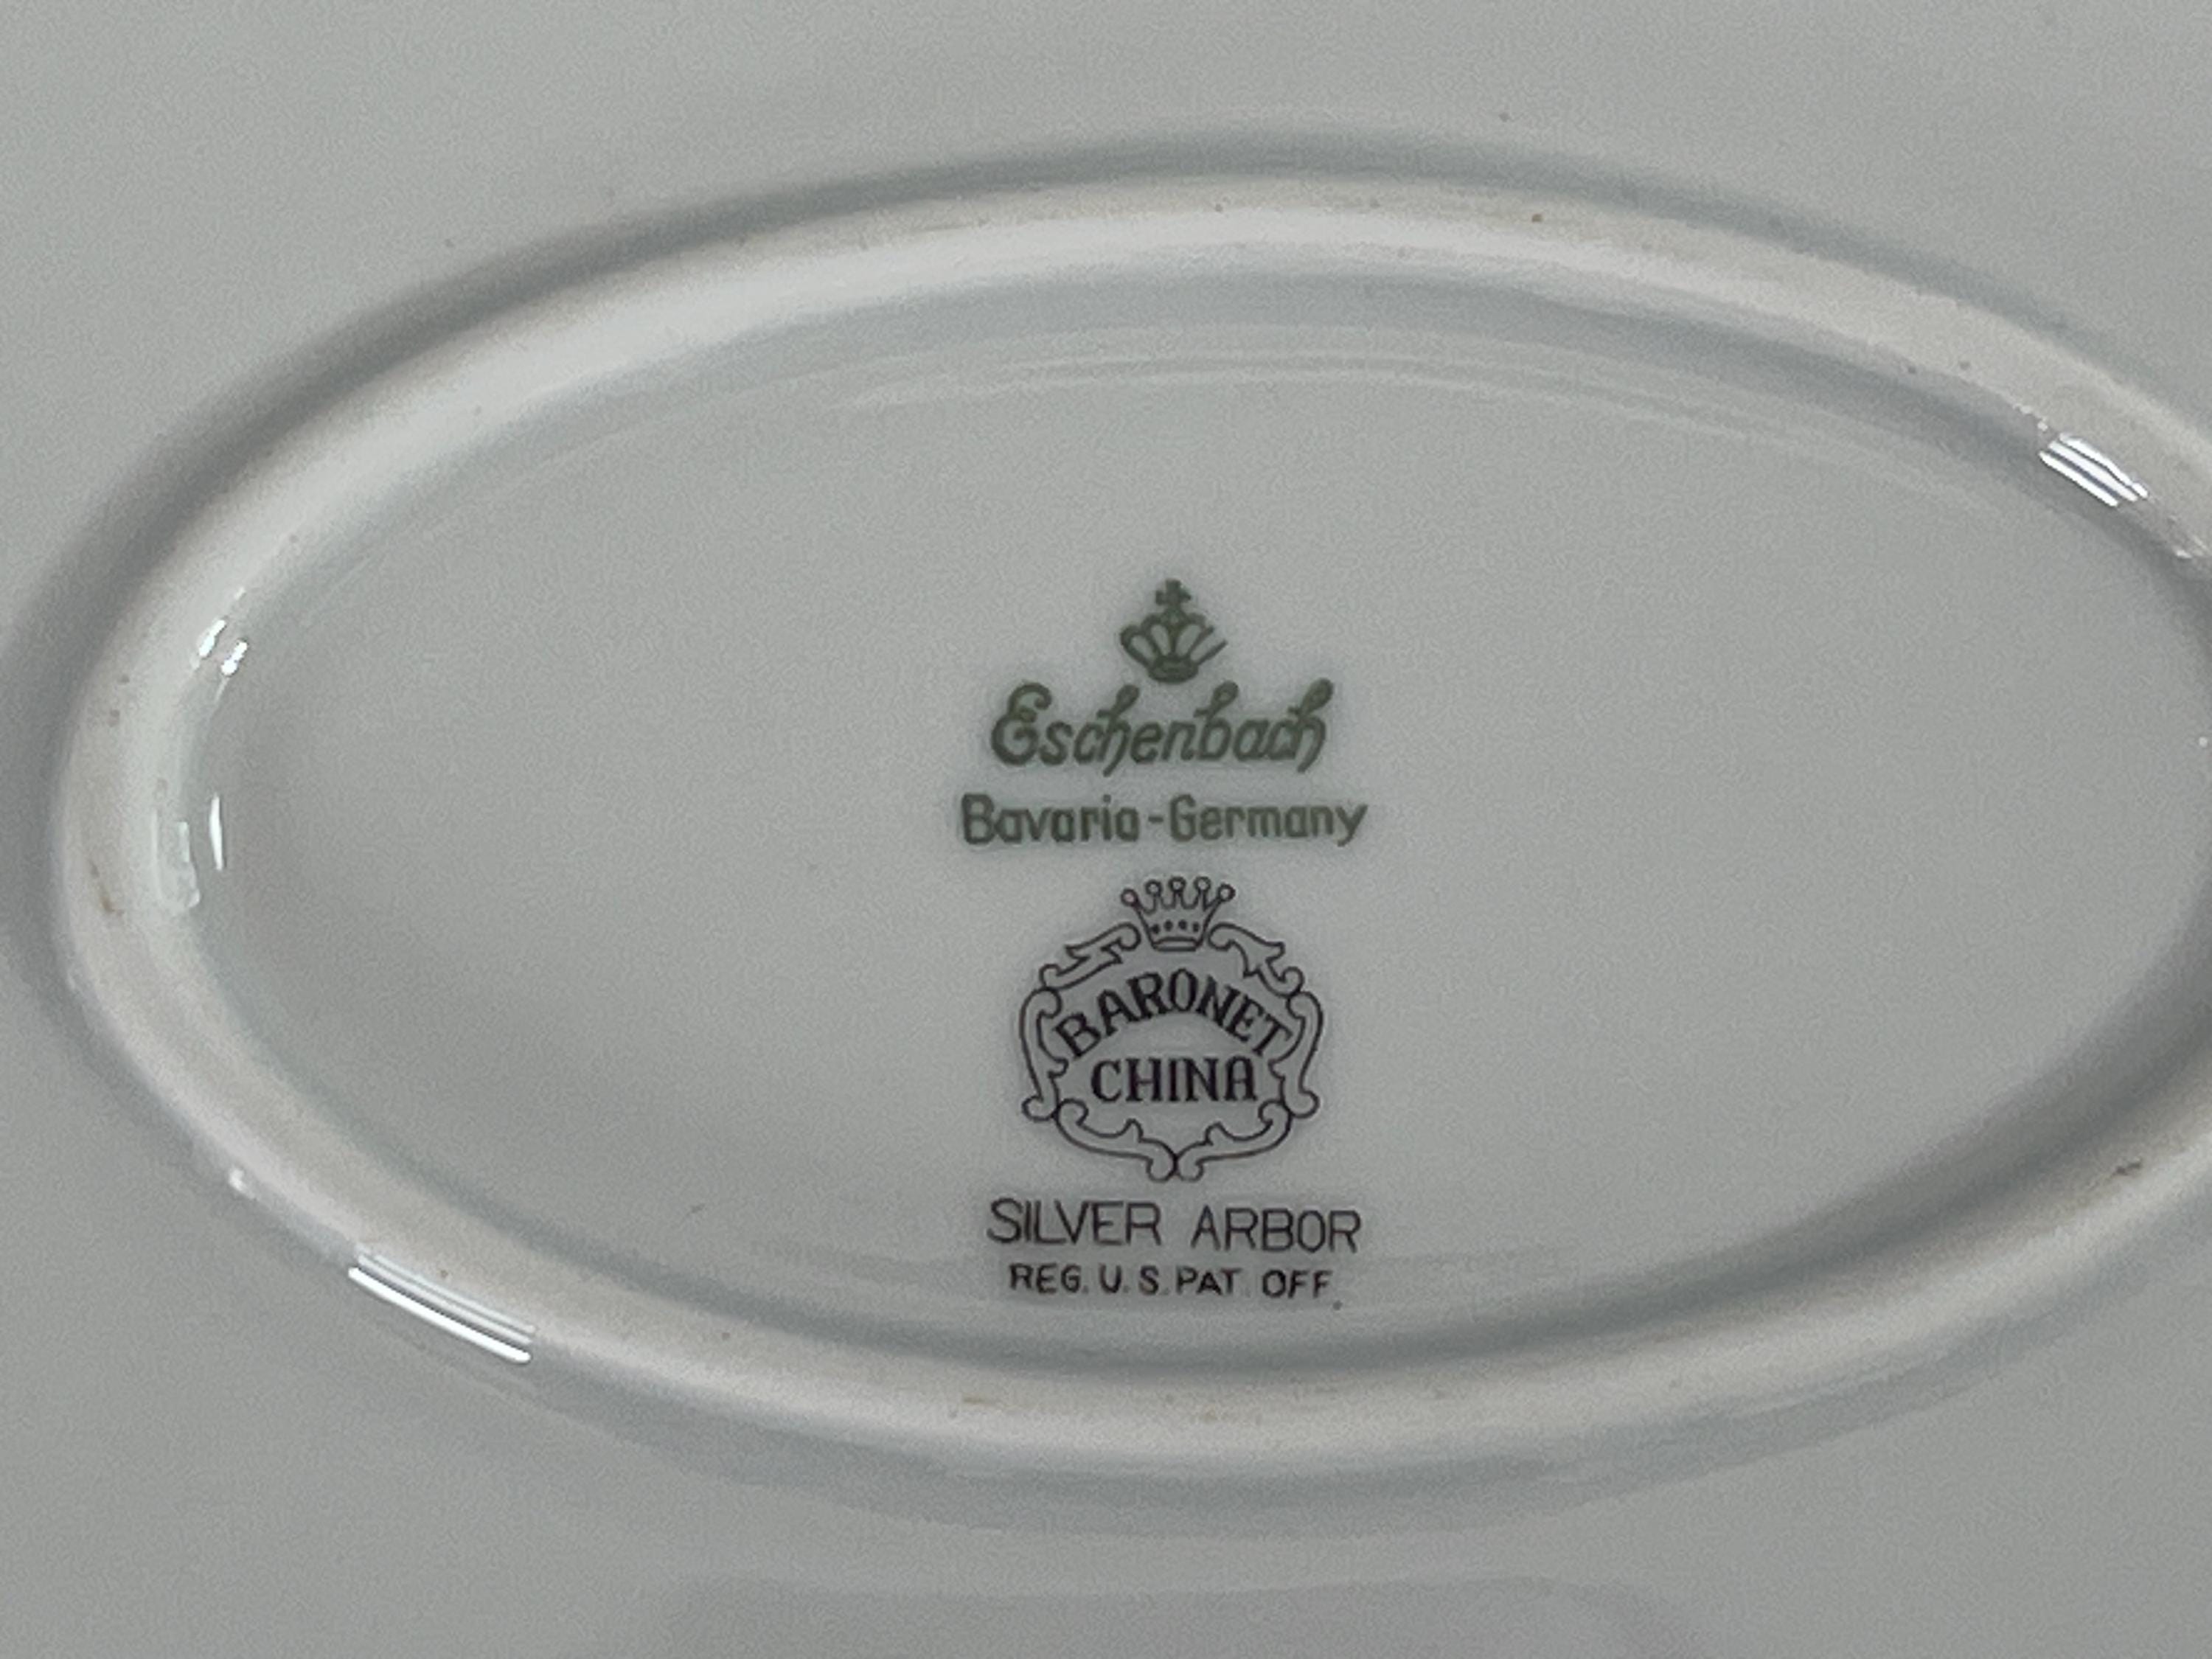 Eschenbach
Bavaria-Germany
BARONET
CHINA
SILVER ARBOR
REG. U.S. PAT. OFF.